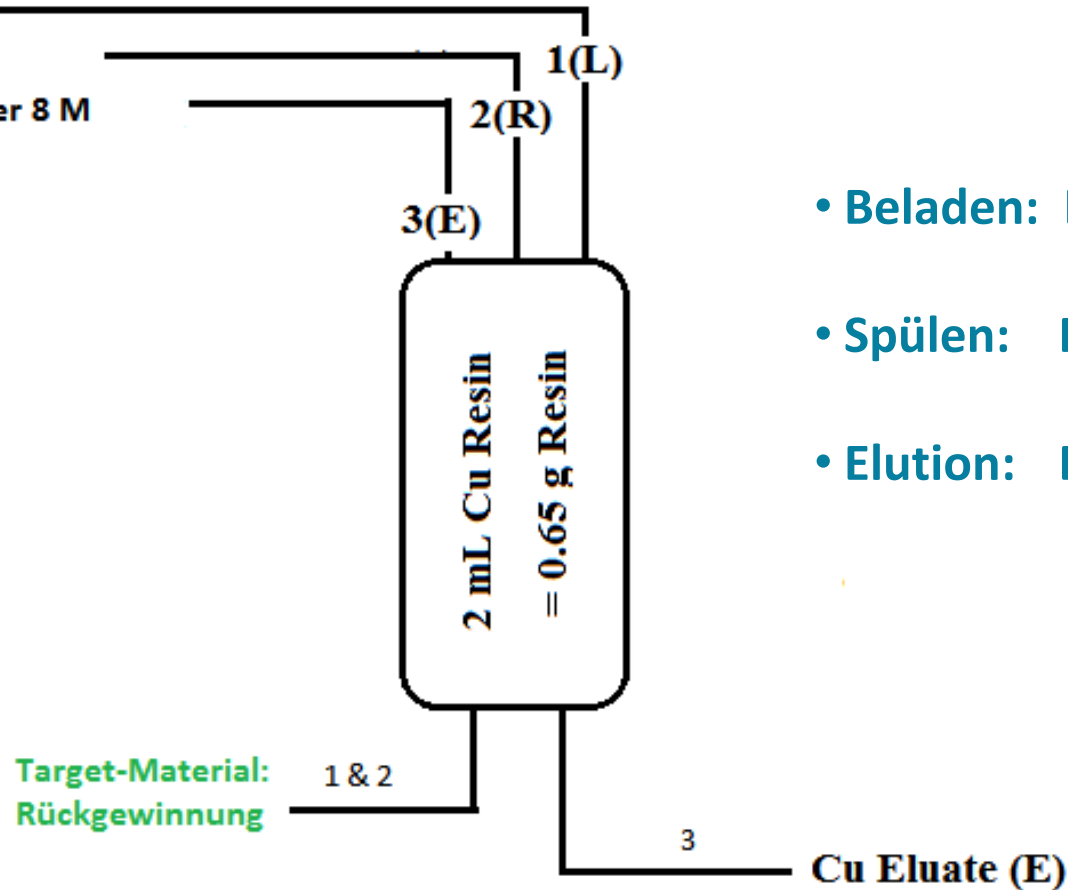 1(L)
2(R)
er 8 M
3(E)
• Beladen:
• Spülen:
• Elution:
2 mL Cu Resin
= 0.65 g Resin
Target-Material:
Rückgewinnung
1 & 2
3
Cu Eluate (E)